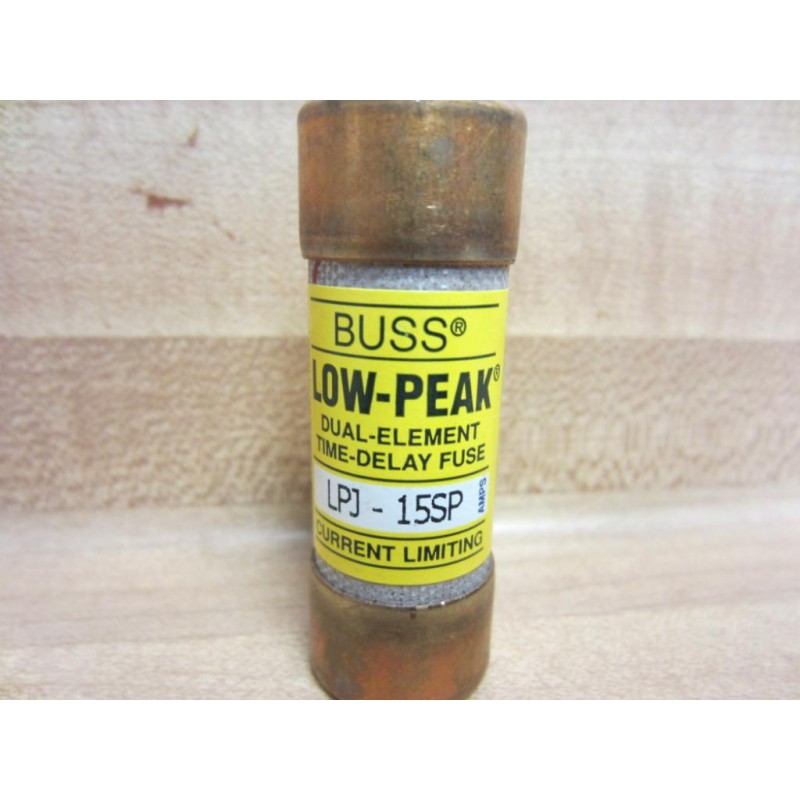 BUSS®
LOW-PEAK®
DUAL-ELEMENT
TIME-DELAY FUSE
LPJ - 15SP AMPS
CURRENT LIMITING